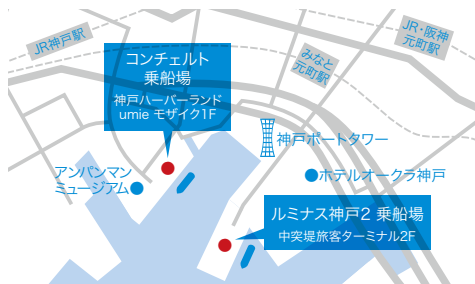 JR神戸駅
JR・阪神
元町駅
みなと
元町駅
コンチェルト
乗船場
神戸ハーバーランド
umie モザイク1F
神戸ポートタワー
アンパンマン
ミュージアム
ホテルオークラ神戸
ルミナス神戸2 乗船場
中突堤旅客ターミナル2F